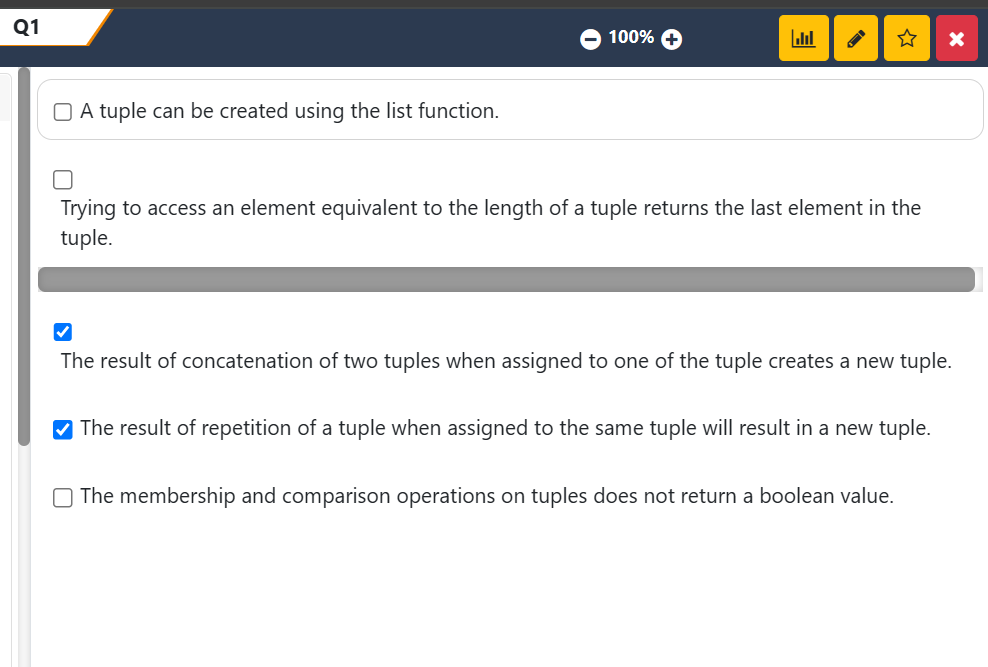 Q1
100%
A tuple can be created using the list function.
Trying to access an element equivalent to the length of a tuple returns the last element in the
tuple.
The result of concatenation of two tuples when assigned to one of the tuple creates a new tuple.
The result of repetition of a tuple when assigned to the same tuple will result in a new tuple.
The membership and comparison operations on tuples does not return a boolean value.